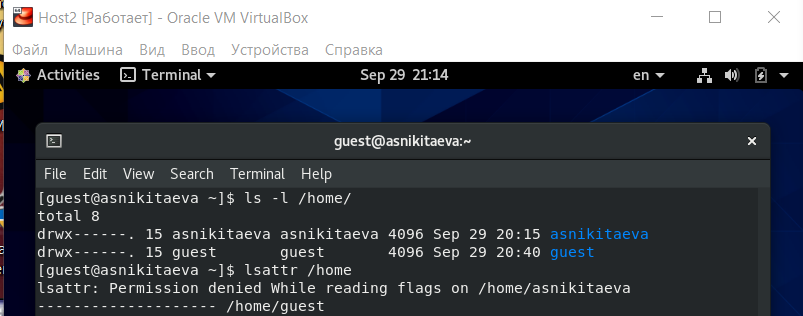 Host2 [Работает] - Oracle VM VirtualBox
Файл Машина Вид Ввод Устройства Справка
Activities Terminal Sep 29 21:14 en
guest@asnikitaeva:~
File Edit View Search Terminal Help
[guest@asnikitaeva ~]$ ls -l /home/
total 8
drwx------. 15 asnikitaeva asnikitaeva 4096 Sep 29 20:15 asnikitaeva
drwx------. 15 guest       guest       4096 Sep 29 20:40 guest
[guest@asnikitaeva ~]$ lsattr /home
lsattr: Permission denied While reading flags on /home/asnikitaeva
-------------------- /home/guest